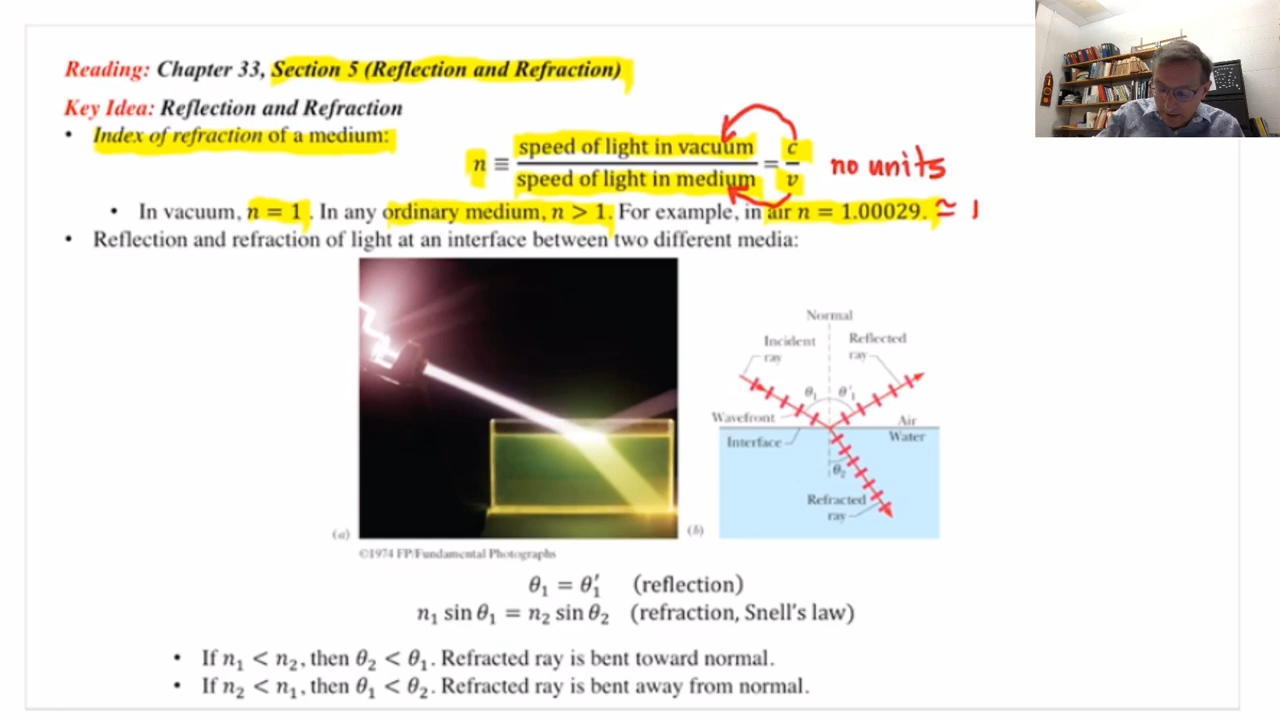 Reading: Chapter 33, Section 5 (Reflection and Refraction)
Key Idea: Reflection and Refraction
• Index of refraction of a medium:
n ≡ speed of light in vacuum / speed of light in medium = c / v no units
• In vacuum, n = 1. In any ordinary medium, n > 1. For example, in air n = 1.00029. ≃ 1
• Reflection and refraction of light at an interface between two different media:
Normal
Incident ray
Reflected ray
θ₁ θ′₁
Wavefront
Air
Interface
Water
θ₂
Refracted ray
(a)
(b)
©1974 FP/Fundamental Photographs
θ₁ = θ₁′ (reflection)
n₁ sin θ₁ = n₂ sin θ₂ (refraction, Snell's law)
• If n₁ < n₂, then θ₂ < θ₁. Refracted ray is bent toward normal.
• If n₂ < n₁, then θ₁ < θ₂. Refracted ray is bent away from normal.